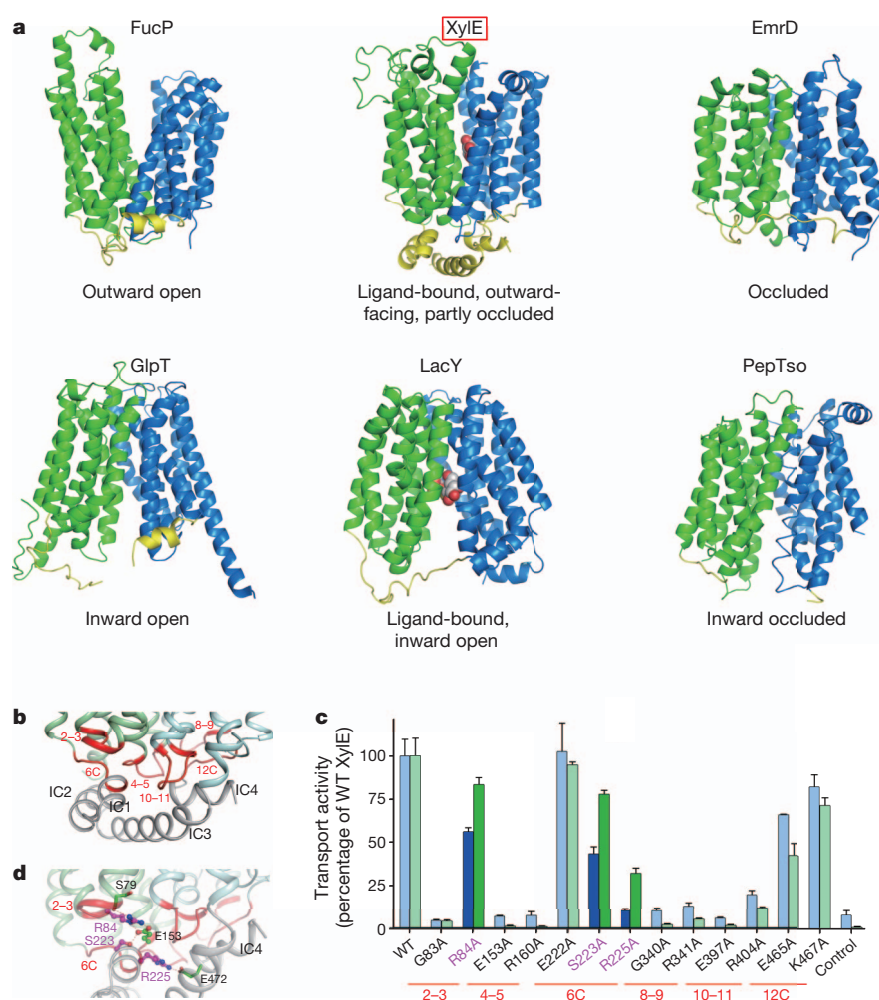 a
FucP
XylE
EmrD
Outward open
Ligand-bound, outward-
facing, partly occluded
Occluded
GlpT
LacY
PepTso
Inward open
Ligand-bound,
inward open
Inward occluded
b
2–3
8–9
6C
4–5
12C
10–11
IC2
IC1
IC4
IC3
d
S79
2–3
R84
S223
E153
6C
IC4
R225
E472
c
Transport activity
(percentage of WT XylE)
100
75
50
25
0
WT
G83A
R84A
E153A
R160A
E222A
S223A
R225A
G340A
R341A
E397A
R404A
E465A
K467A
Control
2–3
4–5
6C
8–9
10–11
12C